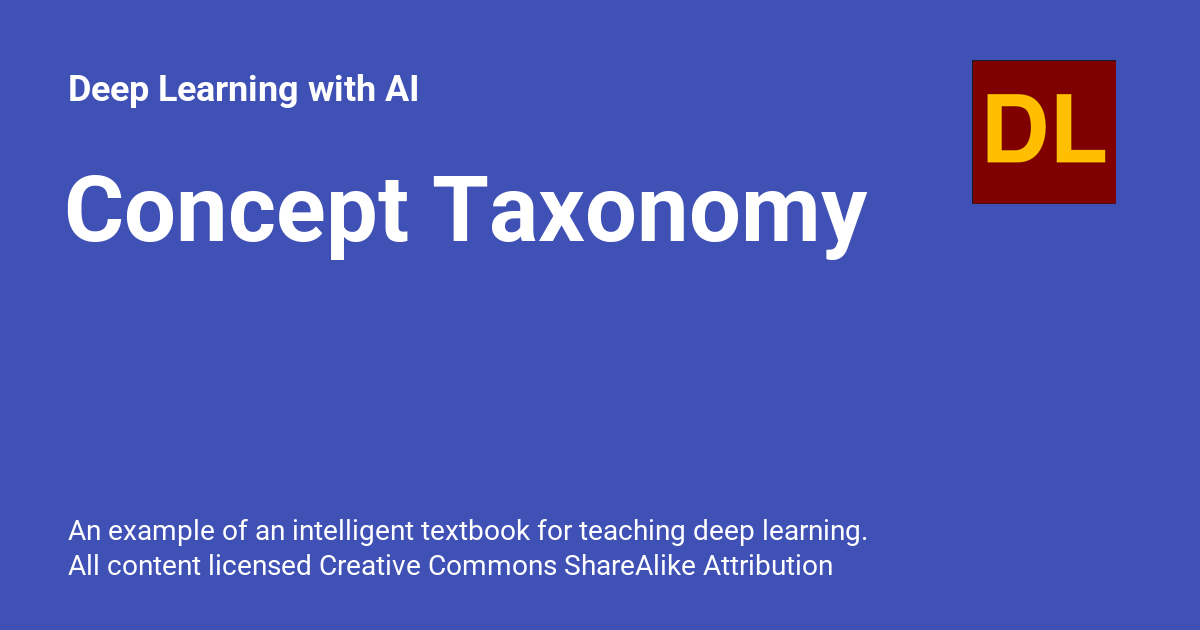 Deep Learning with AI
DL
Concept Taxonomy
An example of an intelligent textbook for teaching deep learning.
All content licensed Creative Commons ShareAlike Attribution